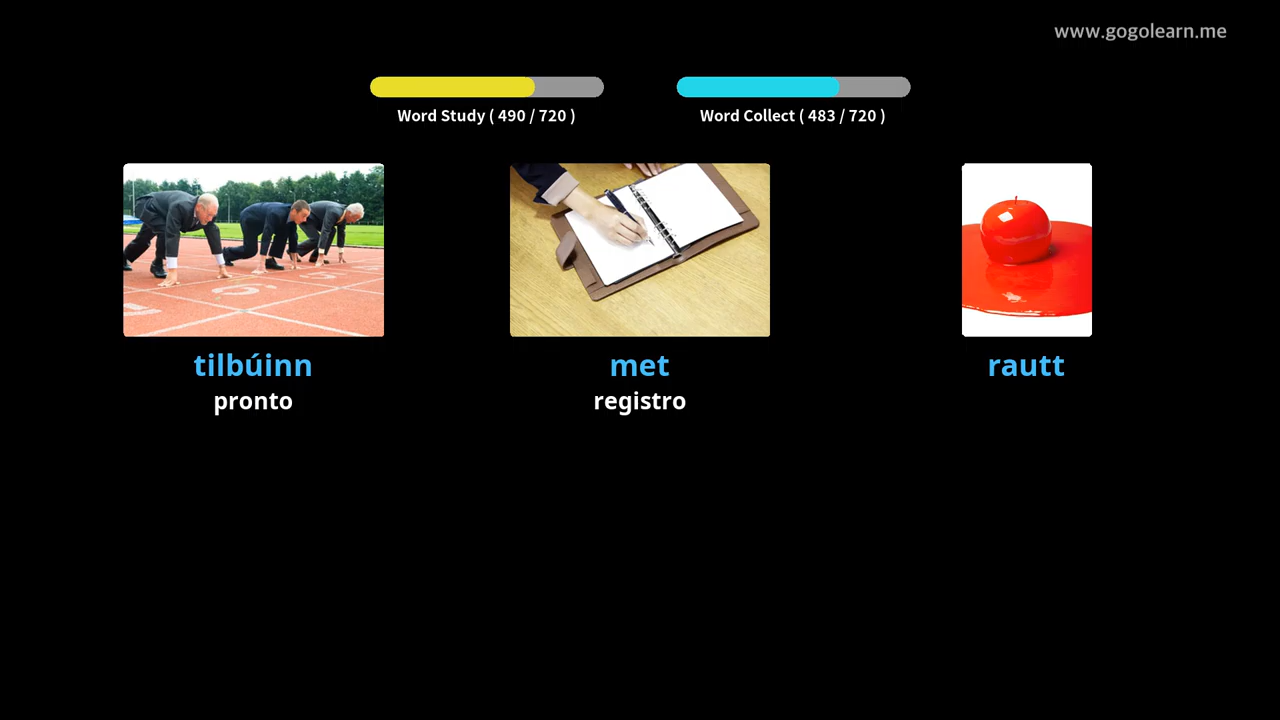 www.gogolearn.me
Word Study ( 490 / 720 )
Word Collect ( 483 / 720 )
tilbúinn
pronto
met
registro
rautt